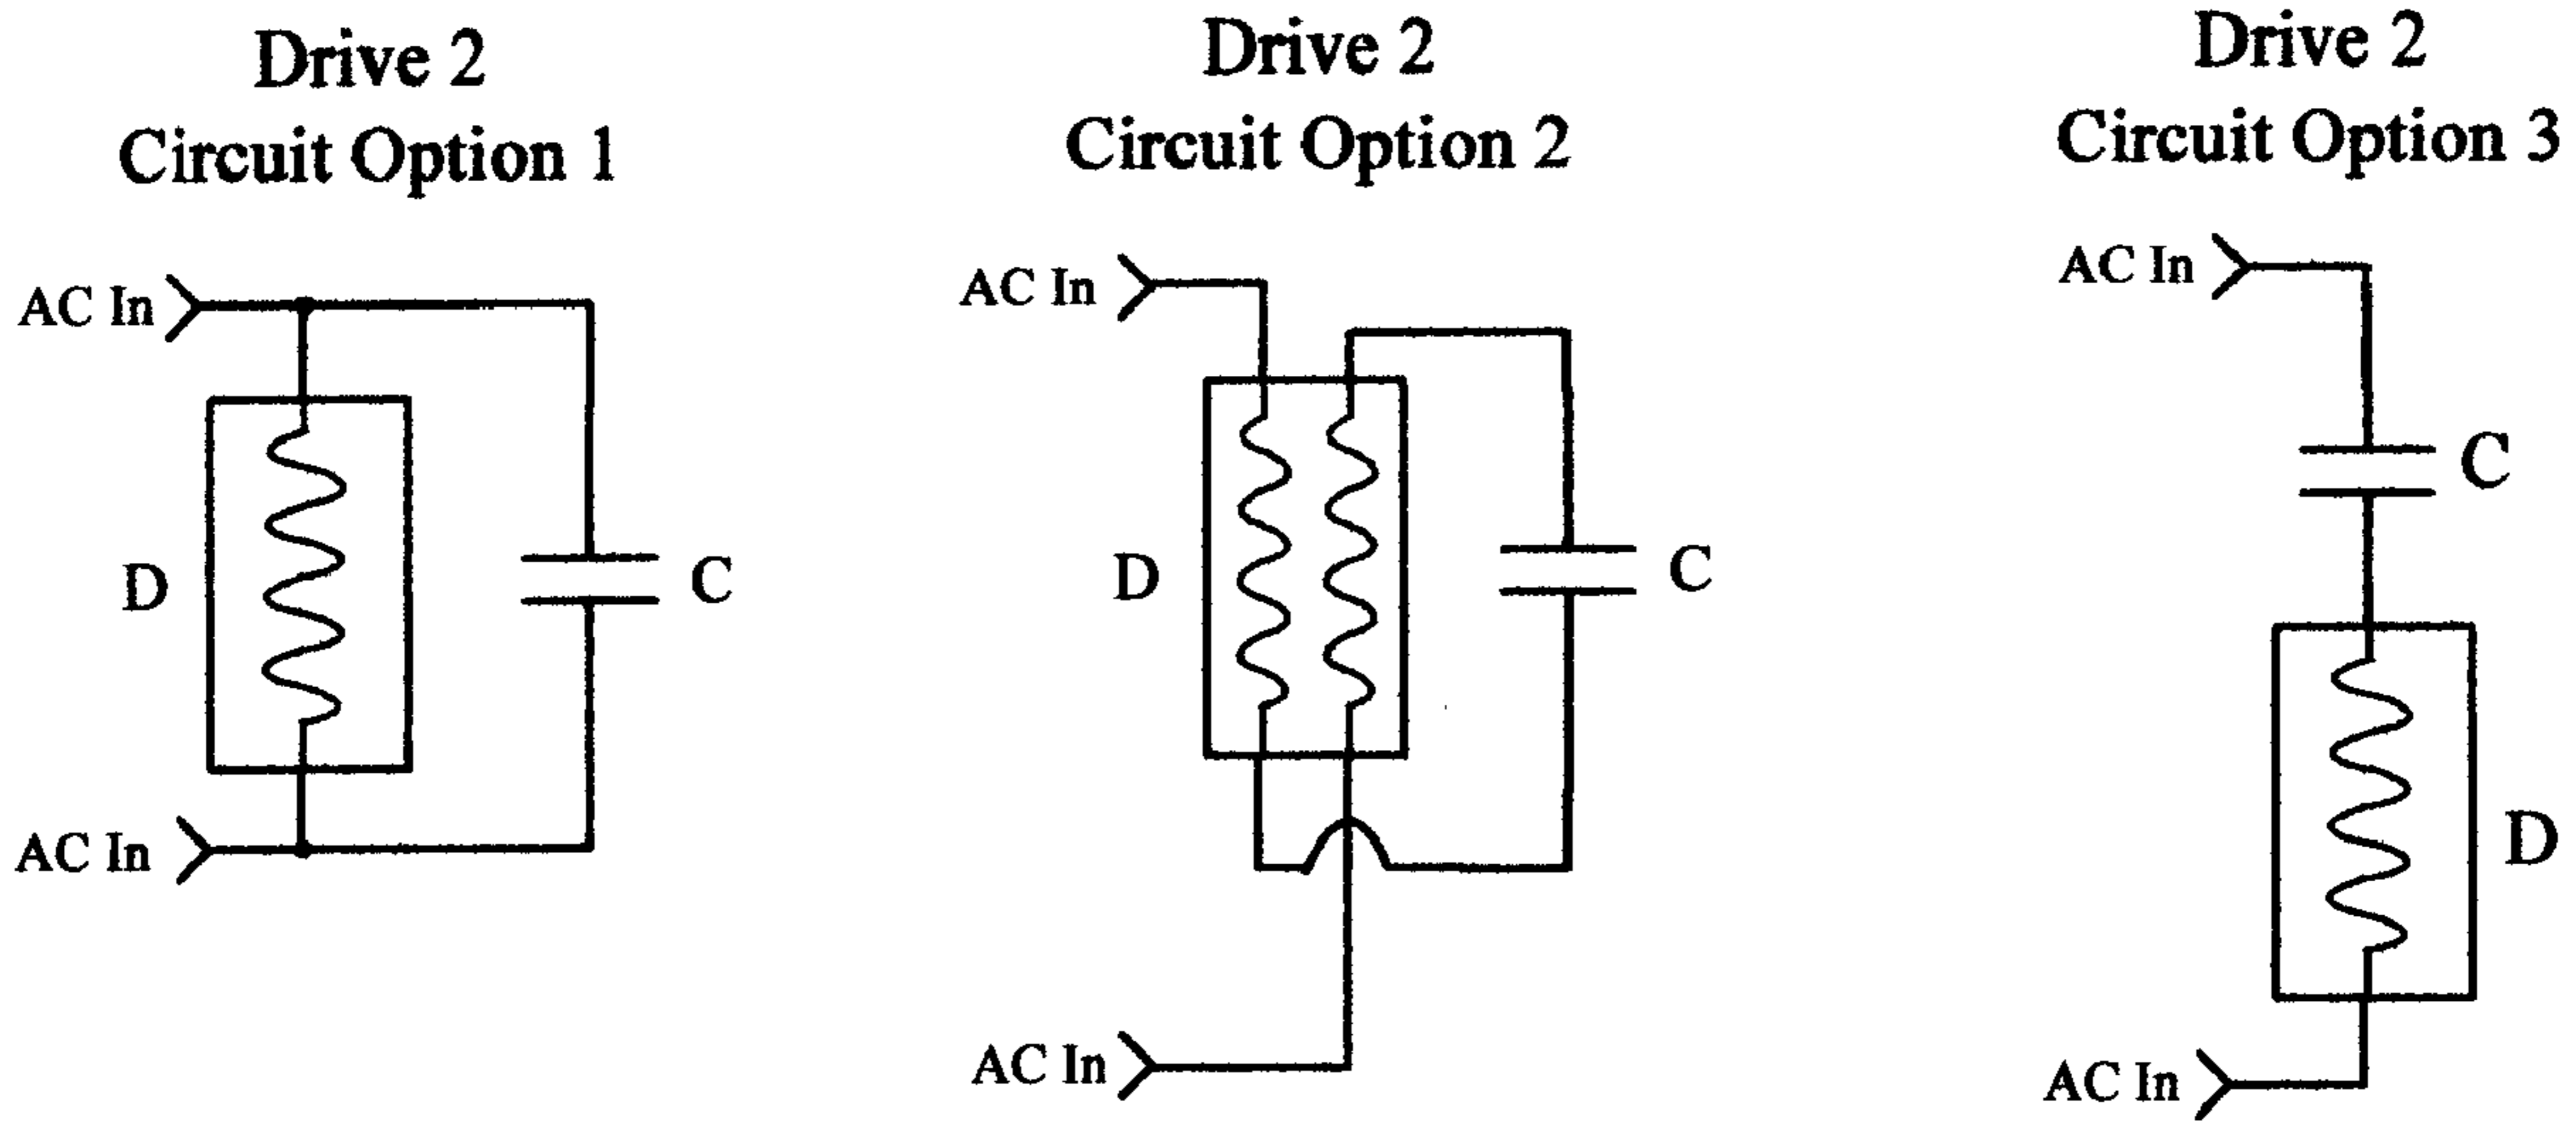 Drive 2
Circuit Option 1
AC In
D
C
AC In
Drive 2
Circuit Option 2
AC In
D
C
AC In
Drive 2
Circuit Option 3
AC In
C
D
AC In